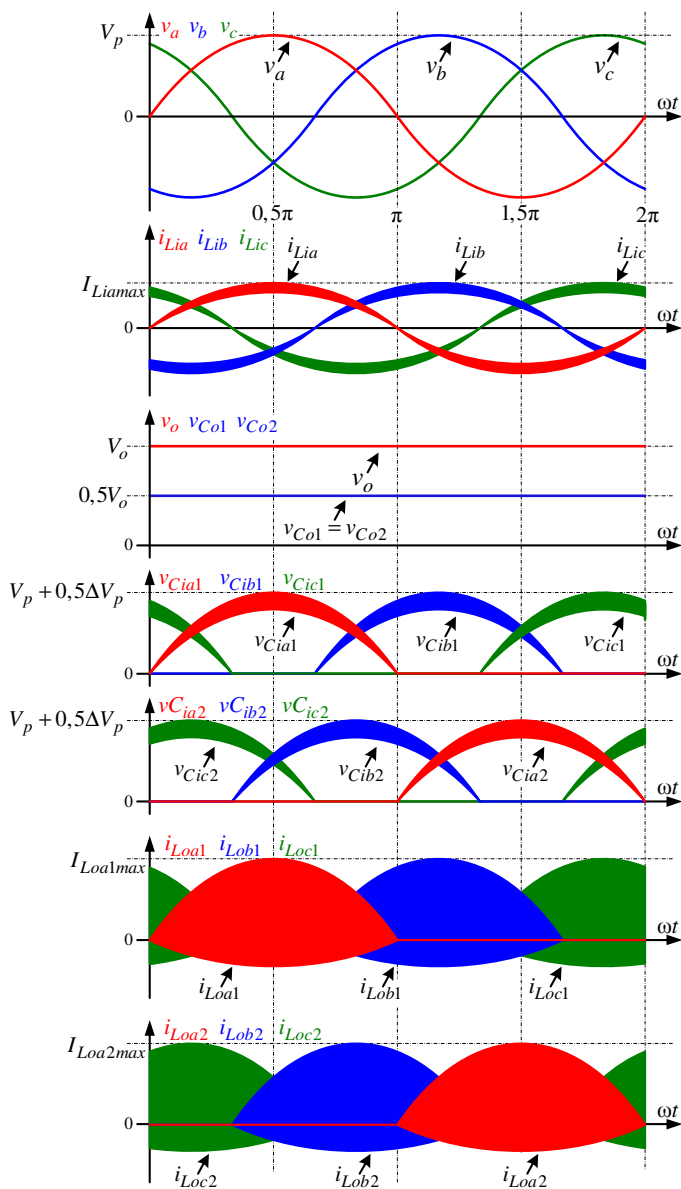 v_a v_b v_c
V_p
v_a v_b v_c
ωt
0
0,5π π 1,5π 2π
i_Lia i_Lib i_Lic
i_Lia i_Lib i_Lic
I_Liamax
ωt
0
v_o v_Co1 v_Co2
V_o
v_o
0,5V_o
v_Co1 = v_Co2
ωt
0
v_Cia1 v_Cib1 v_Cic1
V_p + 0,5ΔV_p
v_Cia1 v_Cib1 v_Cic1
ωt
0
vC_ia2 vC_ib2 vC_ic2
V_p + 0,5ΔV_p
v_Cic2 v_Cib2 v_Cia2
ωt
0
i_Loa1 i_Lob1 i_Loc1
I_Loa1max
ωt
0
i_Loa1 i_Lob1 i_Loc1
i_Loa2 i_Lob2 i_Loc2
I_Loa2max
ωt
0
i_Loc2 i_Lob2 i_Loa2